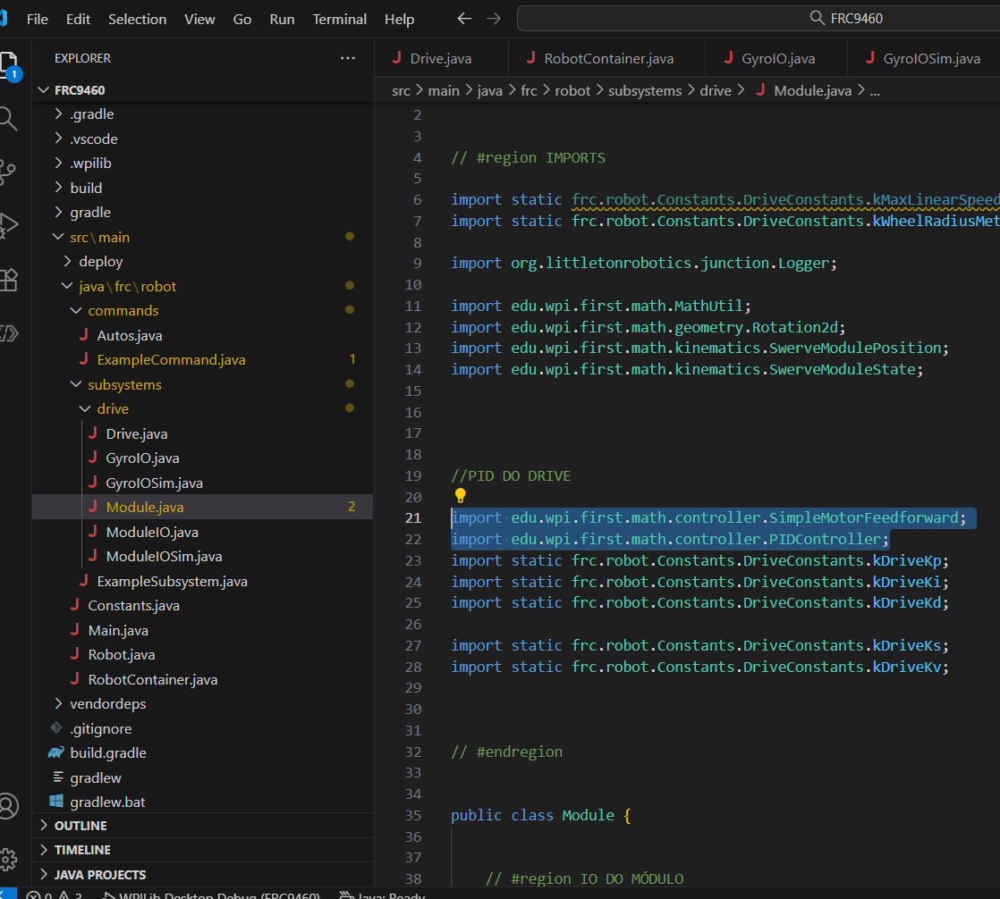 File Edit Selection View Go Run Terminal Help
FRC9460
1
EXPLORER
FRC9460
.gradle
.vscode
.wpilib
build
gradle
src\main
deploy
java\frc\robot
commands
Autos.java
ExampleCommand.java 1
subsystems
drive
Drive.java
GyroIO.java
GyroIOSim.java
Module.java 2
ModuleIO.java
ModuleIOSim.java
ExampleSubsystem.java
Constants.java
Main.java
Robot.java
RobotContainer.java
vendordeps
.gitignore
build.gradle
gradlew
gradlew.bat
OUTLINE
TIMELINE
JAVA PROJECTS
Drive.java RobotContainer.java GyroIO.java GyroIOSim.java
src > main > java > frc > robot > subsystems > drive > Module.java > ...
2
3
4 // #region IMPORTS
5
6 import static frc.robot.Constants.DriveConstants.kMaxLinearSpeed
7 import static frc.robot.Constants.DriveConstants.kWheelRadiusMet
8
9 import org.littletonrobotics.junction.Logger;
10
11 import edu.wpi.first.math.MathUtil;
12 import edu.wpi.first.math.geometry.Rotation2d;
13 import edu.wpi.first.math.kinematics.SwerveModulePosition;
14 import edu.wpi.first.math.kinematics.SwerveModuleState;
15
16
17
18
19 //PID DO DRIVE
20
21 import edu.wpi.first.math.controller.SimpleMotorFeedforward;
22 import edu.wpi.first.math.controller.PIDController;
23 import static frc.robot.Constants.DriveConstants.kDriveKp;
24 import static frc.robot.Constants.DriveConstants.kDriveKi;
25 import static frc.robot.Constants.DriveConstants.kDriveKd;
26
27 import static frc.robot.Constants.DriveConstants.kDriveKs;
28 import static frc.robot.Constants.DriveConstants.kDriveKv;
29
30
31
32 // #endregion
33
34
35 public class Module {
36
37
38 // #region IO DO MÓDULO
0 3 WPILib Desktop Debug (FRC9460) Java: Ready